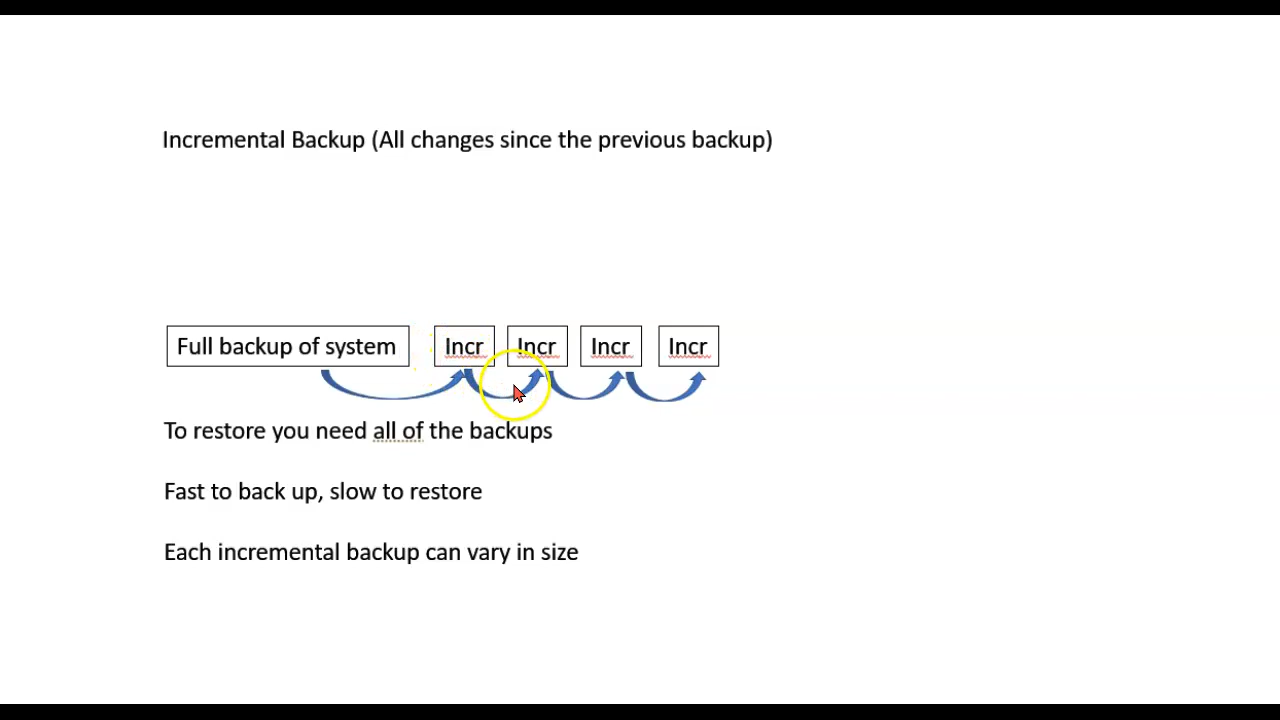 Incremental Backup (All changes since the previous backup)
Full backup of system Incr Incr Incr Incr
To restore you need all of the backups
Fast to back up, slow to restore
Each incremental backup can vary in size